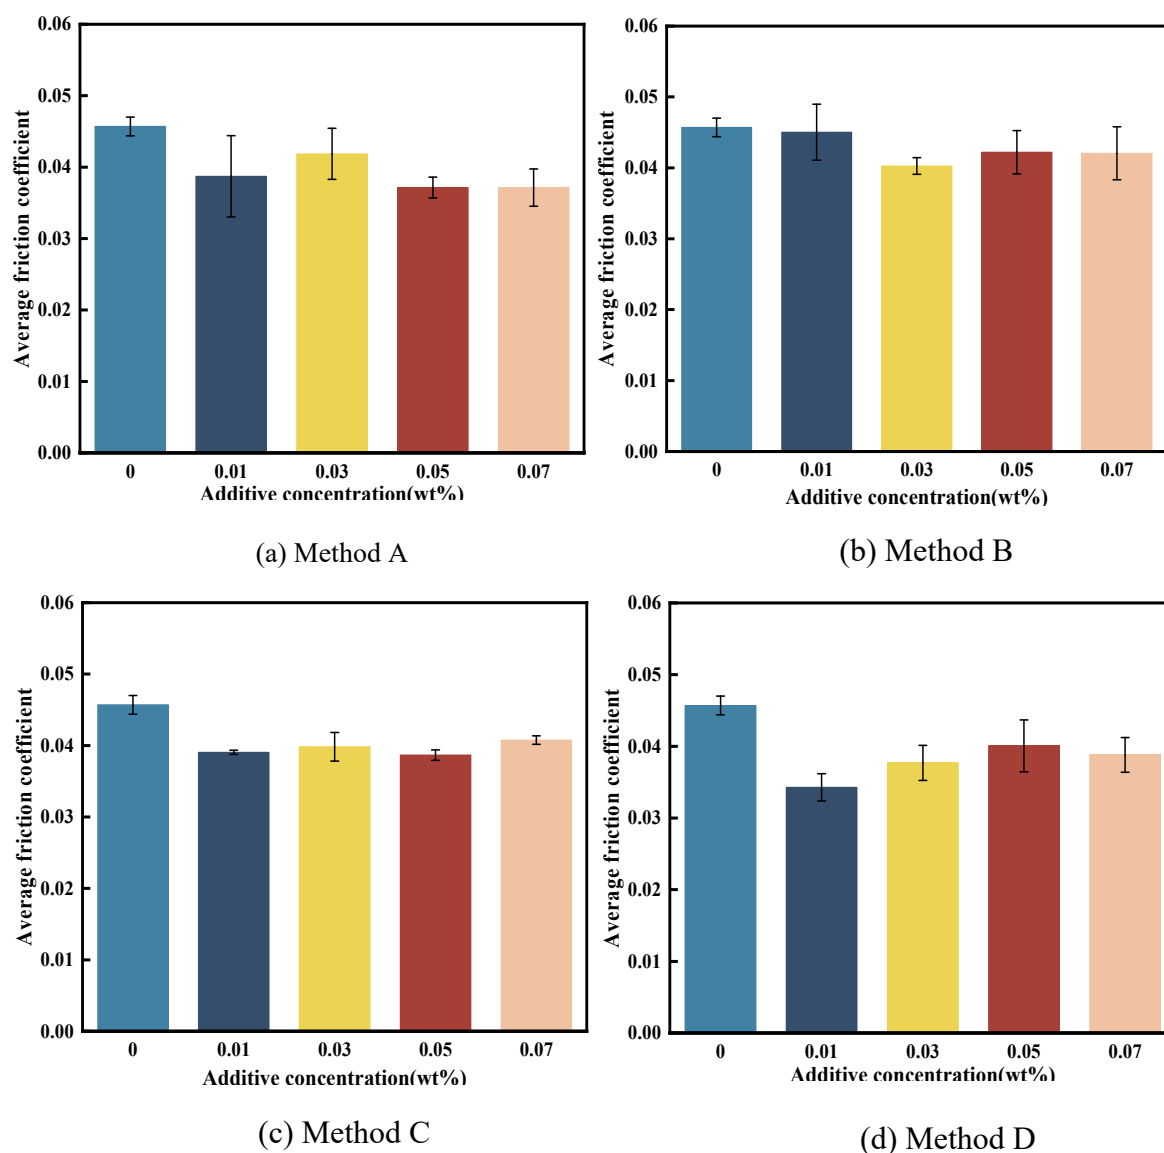 0.06
0.05
0.04
0.03
0.02
0.01
0.00
Average friction coefficient
0 0.01 0.03 0.05 0.07
Additive concentration(wt%)
(a) Method A
0.06
0.05
0.04
0.03
0.02
0.01
0.00
Average friction coefficient
0 0.01 0.03 0.05 0.07
Additive concentration(wt%)
(b) Method B
0.06
0.05
0.04
0.03
0.02
0.01
0.00
Average friction coefficient
0 0.01 0.03 0.05 0.07
Additive concentration(wt%)
(c) Method C
0.06
0.05
0.04
0.03
0.02
0.01
0.00
Average friction coefficient
0 0.01 0.03 0.05 0.07
Additive concentration(wt%)
(d) Method D